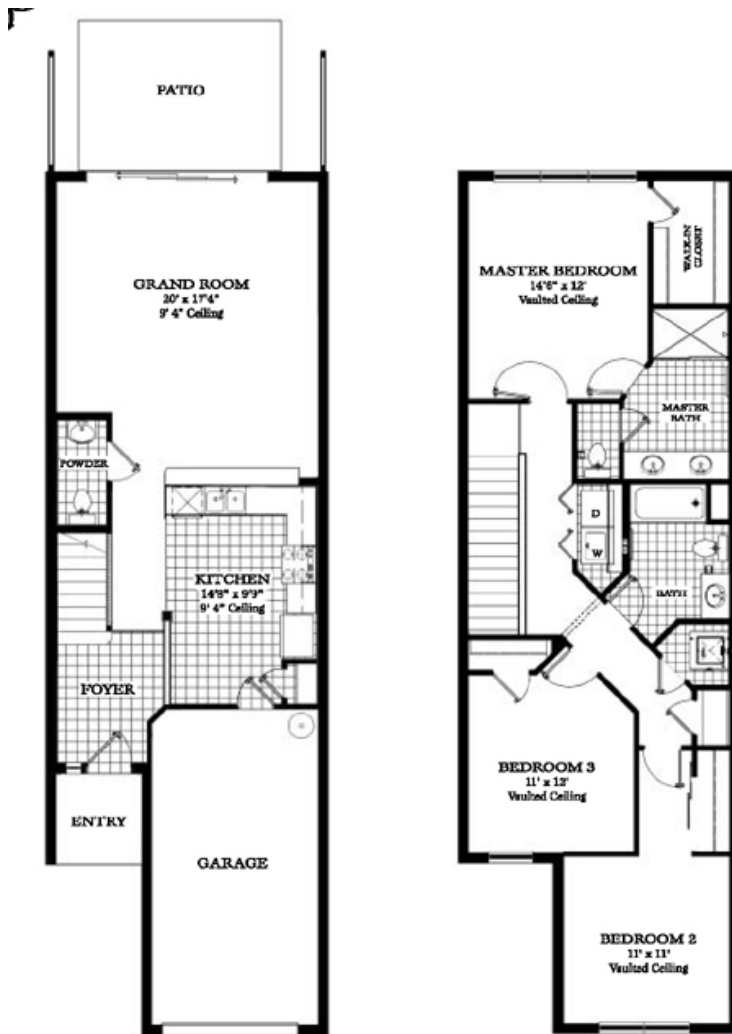 PATIO
GRAND ROOM
20' x 17'4"
9' 4" Ceiling
POWDER
KITCHEN
14'8" x 9'9"
9' 4" Ceiling
FOYER
ENTRY
GARAGE
MASTER BEDROOM
14'6" x 12'
Vaulted Ceiling
WALK-IN
CLOSET
MASTER
BATH
D
W
BATH
BEDROOM 3
11' x 12'
Vaulted Ceiling
BEDROOM 2
11' x 11'
Vaulted Ceiling